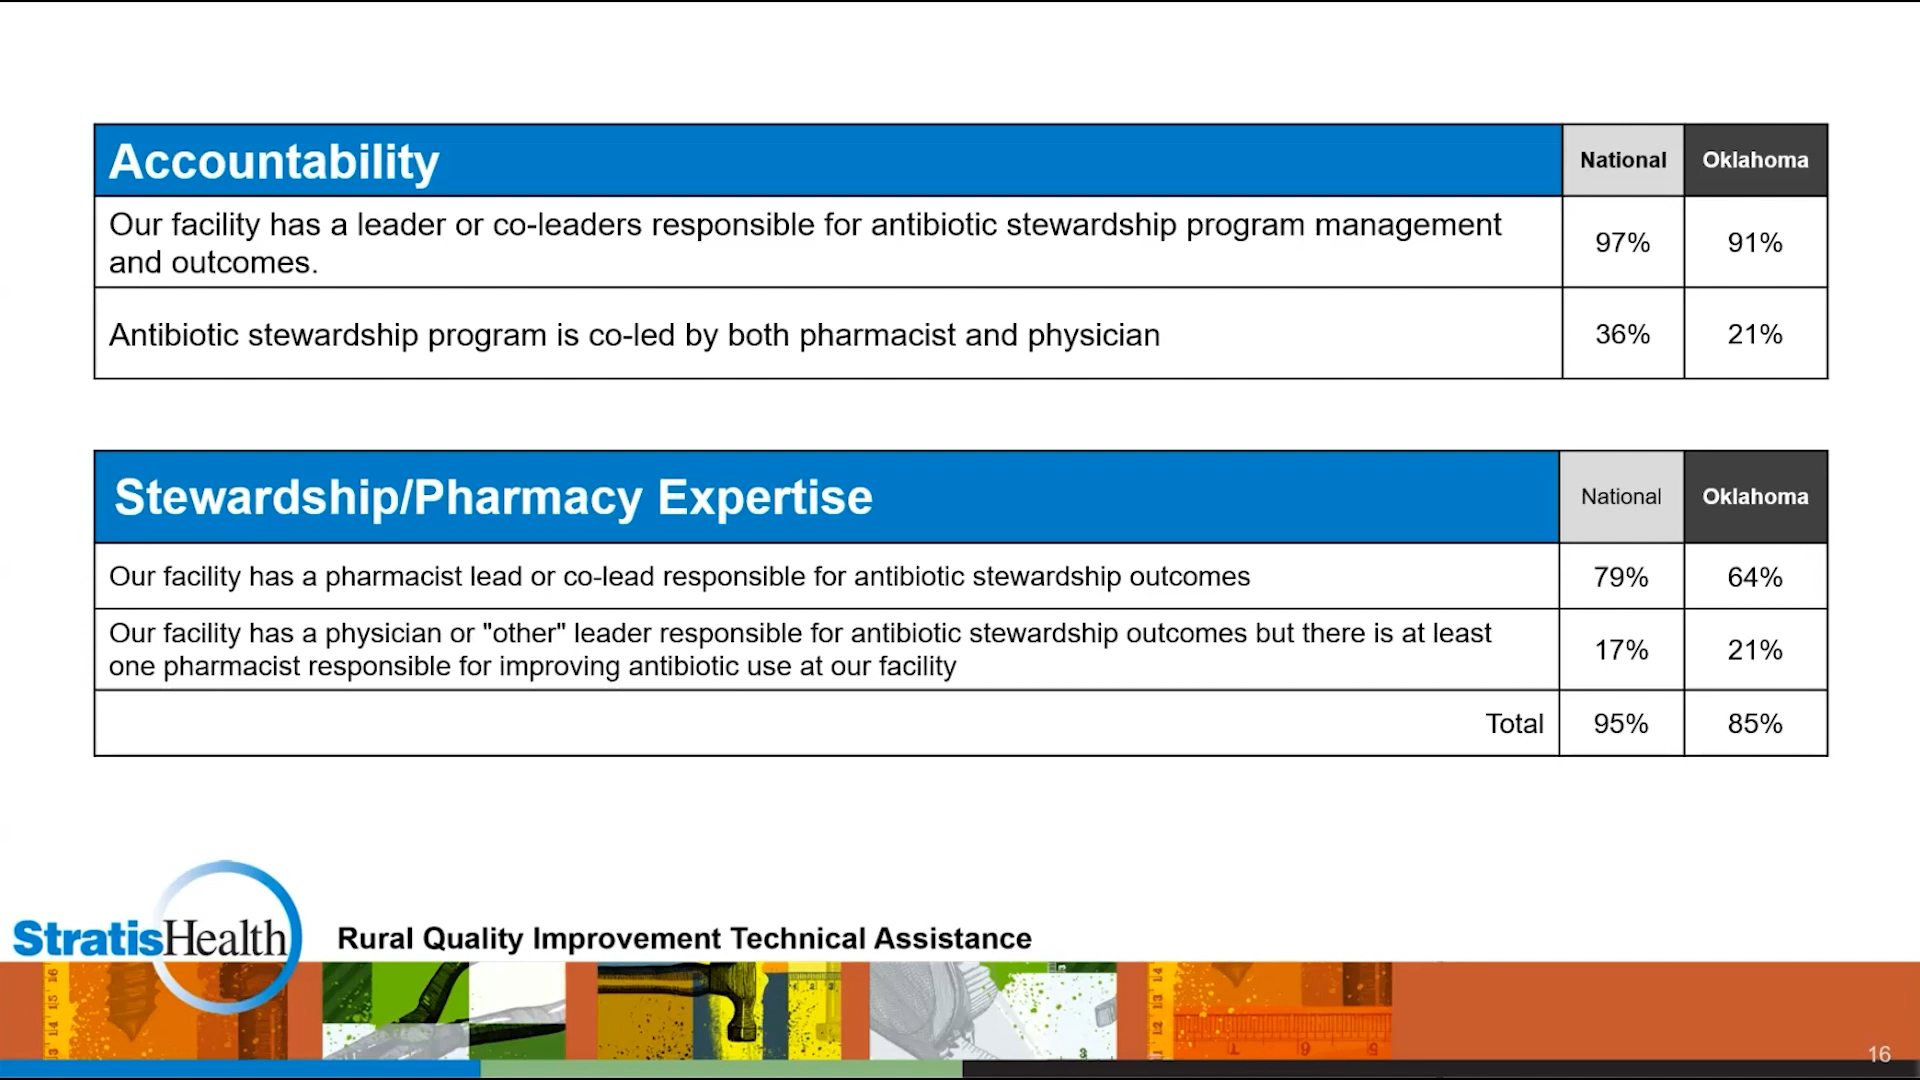 Accountability
National
Oklahoma
Our facility has a leader or co-leaders responsible for antibiotic stewardship program management
and outcomes.
97%
91%
Antibiotic stewardship program is co-led by both pharmacist and physician
36%
21%
Stewardship/Pharmacy Expertise
National
Oklahoma
Our facility has a pharmacist lead or co-lead responsible for antibiotic stewardship outcomes
79%
64%
Our facility has a physician or "other" leader responsible for antibiotic stewardship outcomes but there is at least
one pharmacist responsible for improving antibiotic use at our facility
17%
21%
Total
95%
85%
StratisHealth
Rural Quality Improvement Technical Assistance
16